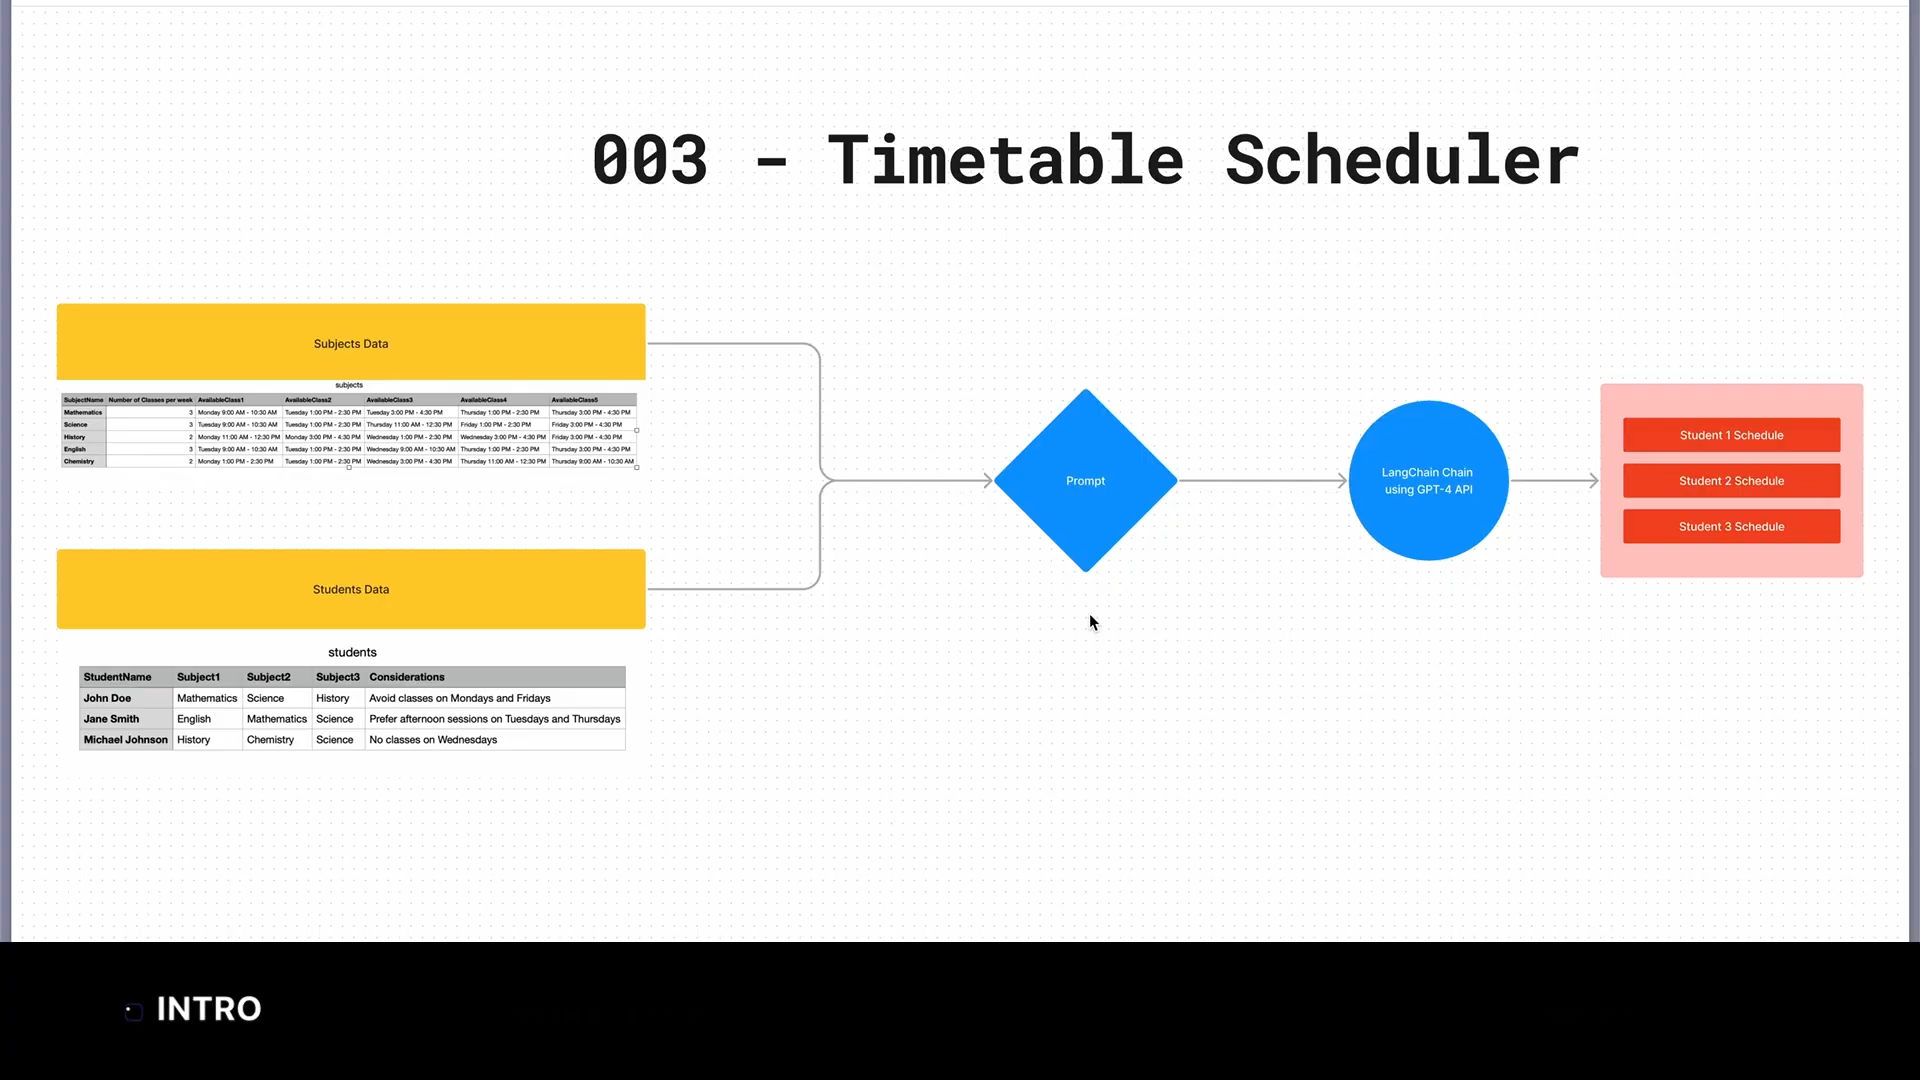 003 - Timetable Scheduler
Subjects Data
subjects
SubjectName Number of Classes per week AvailableClass1 AvailableClass2 AvailableClass3 AvailableClass4 AvailableClass5
Mathematics 3 Monday 9:00 AM - 10:30 AM Tuesday 1:00 PM - 2:30 PM Tuesday 3:00 PM - 4:30 PM Thursday 1:00 PM - 2:30 PM Thursday 3:00 PM - 4:30 PM
Science 3 Tuesday 9:00 AM - 10:30 AM Tuesday 1:00 PM - 2:30 PM Thursday 11:00 AM - 12:30 PM Friday 1:00 PM - 2:30 PM Friday 3:00 PM - 4:30 PM
History 2 Monday 11:00 AM - 12:30 PM Monday 3:00 PM - 4:30 PM Wednesday 1:00 PM - 2:30 PM Wednesday 3:00 PM - 4:30 PM Friday 3:00 PM - 4:30 PM
English 3 Tuesday 9:00 AM - 10:30 AM Tuesday 1:00 PM - 2:30 PM Wednesday 9:00 AM - 10:30 AM Thursday 1:00 PM - 2:30 PM Thursday 3:00 PM - 4:30 PM
Chemistry 2 Monday 1:00 PM - 2:30 PM Tuesday 1:00 PM - 2:30 PM Wednesday 3:00 PM - 4:30 PM Thursday 11:00 AM - 12:30 PM Thursday 9:00 AM - 10:30 AM
Students Data
students
StudentName Subject1 Subject2 Subject3 Considerations
John Doe Mathematics Science History Avoid classes on Mondays and Fridays
Jane Smith English Mathematics Science Prefer afternoon sessions on Tuesdays and Thursdays
Michael Johnson History Chemistry Science No classes on Wednesdays
Prompt
LangChain Chain
using GPT-4 API
Student 1 Schedule
Student 2 Schedule
Student 3 Schedule
INTRO